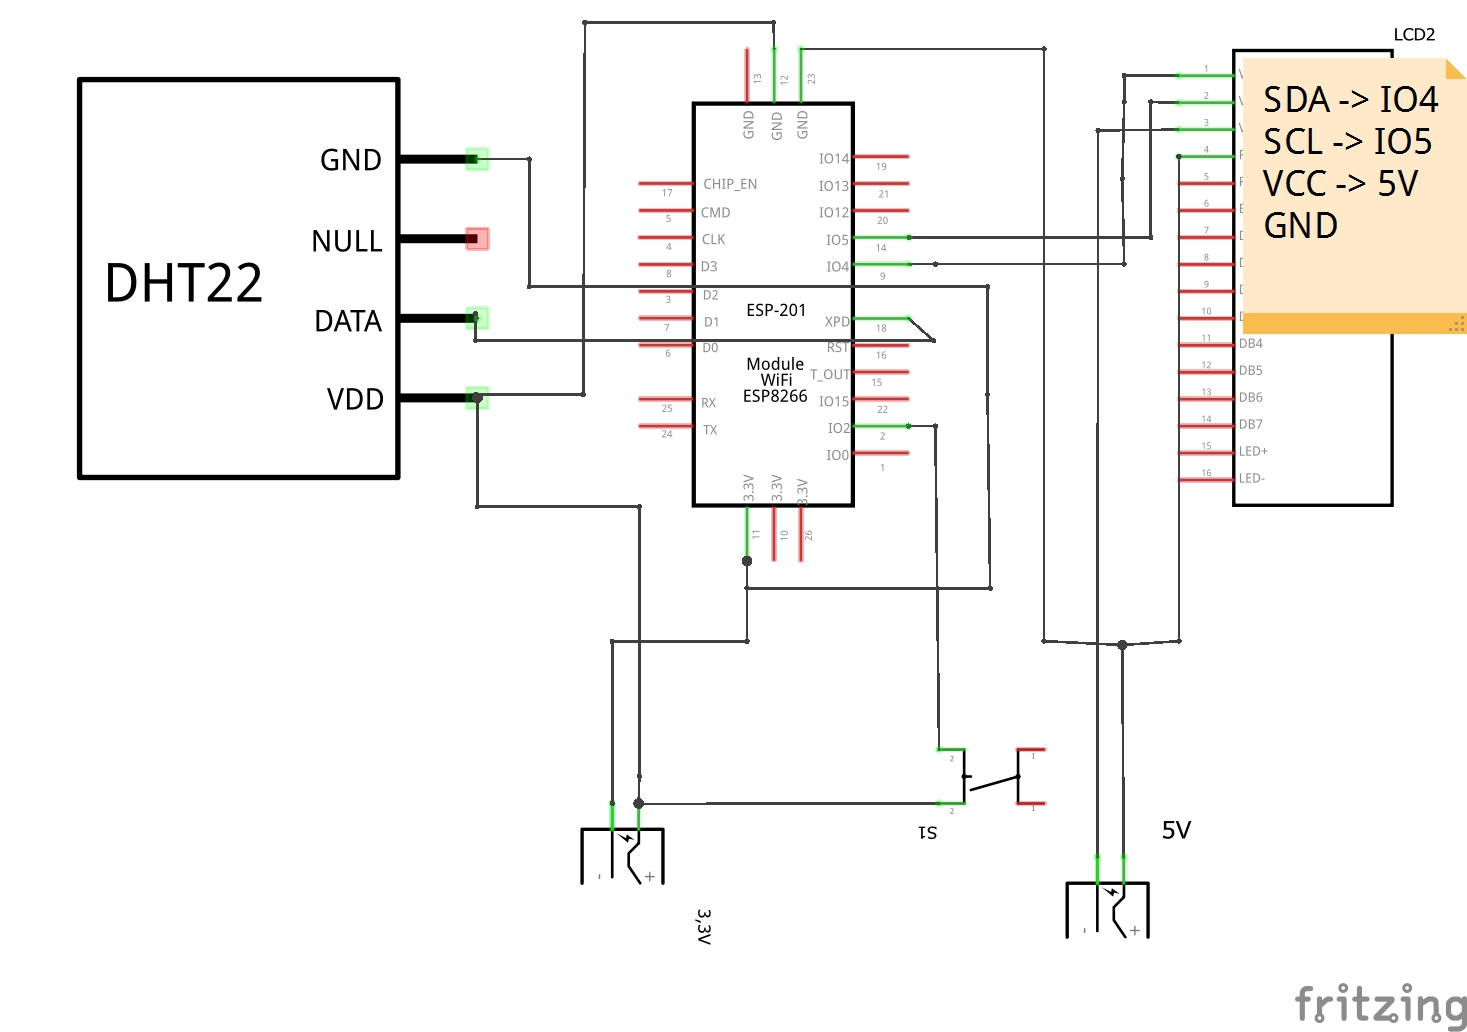 LCD2
SDA -> IO4
SCL -> IO5
VCC -> 5V
GND
DHT22
GND
NULL
DATA
VDD
13
12
23
GND
GND
GND
CHIP_EN
17
CMD
5
CLK
4
D3
8
D2
3
D1
7
D0
6
RX
25
TX
24
IO14
19
IO13
21
IO12
20
IO5
14
IO4
9
XPD
18
RST
16
T_OUT
15
IO15
22
IO2
2
IO0
1
ESP-201
Module
WiFi
ESP8266
3.3V
3.3V
3.3V
11
10
26
1
2
3
4
5
6
7
8
9
10
11
DB4
12
DB5
13
DB6
14
DB7
15
LED+
16
LED-
2
1
2
1
S1
- +
3,3V
5V
- +
fritzing